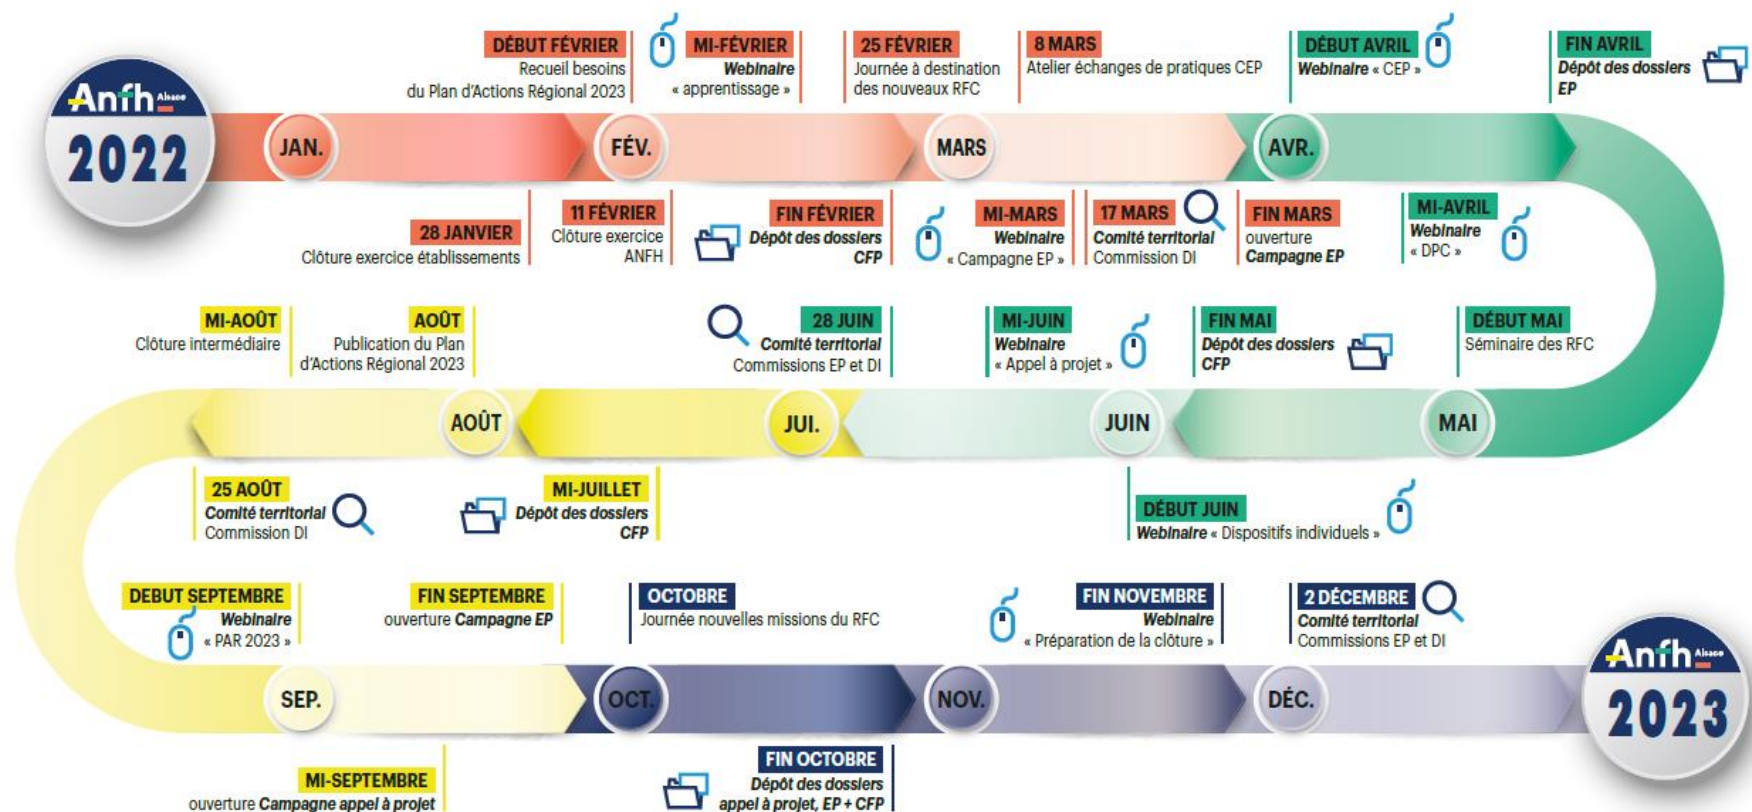 DÉBUT FÉVRIER
Recueil besoins
du Plan d'Actions Régional 2023
MI-FÉVRIER
Webinaire
« apprentissage »
25 FÉVRIER
Journée à destination
des nouveaux RFC
8 MARS
Atelier échanges de pratiques CEP
DÉBUT AVRIL
Webinaire « CEP »
FIN AVRIL
Dépôt des dossiers
EP
Anfh Alsace
2022
JAN.
FÉV.
MARS
AVR.
28 JANVIER
Clôture exercice établissements
11 FÉVRIER
Clôture exercice
ANFH
FIN FÉVRIER
Dépôt des dossiers
CFP
MI-MARS
Webinaire
« Campagne EP »
17 MARS
Comité territorial
Commission DI
FIN MARS
ouverture
Campagne EP
MI-AVRIL
Webinaire
« DPC »
MI-AOÛT
Clôture intermédiaire
AOÛT
Publication du Plan
d'Actions Régional 2023
28 JUIN
Comité territorial
Commissions EP et DI
MI-JUIN
Webinaire
« Appel à projet »
FIN MAI
Dépôt des dossiers
CFP
DÉBUT MAI
Séminaire des RFC
AOÛT
JUI.
JUIN
MAI
25 AOÛT
Comité territorial
Commission DI
MI-JUILLET
Dépôt des dossiers
CFP
DÉBUT JUIN
Webinaire « Dispositifs individuels »
DEBUT SEPTEMBRE
Webinaire
« PAR 2023 »
FIN SEPTEMBRE
ouverture Campagne EP
OCTOBRE
Journée nouvelles missions du RFC
FIN NOVEMBRE
Webinaire
« Préparation de la clôture »
2 DÉCEMBRE
Comité territorial
Commissions EP et DI
SEP.
OCT.
NOV.
DÉC.
Anfh Alsace
2023
MI-SEPTEMBRE
ouverture Campagne appel à projet
FIN OCTOBRE
Dépôt des dossiers
appel à projet, EP + CFP